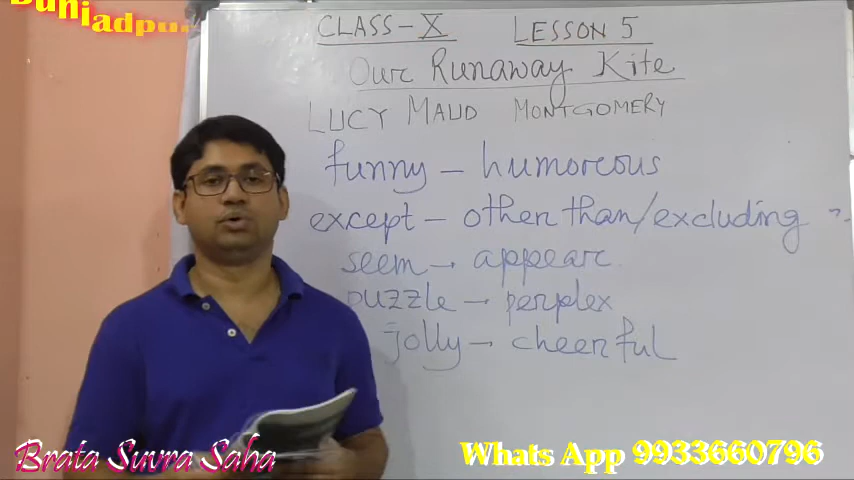 Buniadpur
CLASS-X LESSON 5
Our Runaway Kite
LUCY MAUD MONTGOMERY
funny - humorous
except - other than/excluding
seem → appear
puzzle → perplex
jolly → cheerful
Brata Suvra Saha
Whats App 9933660796